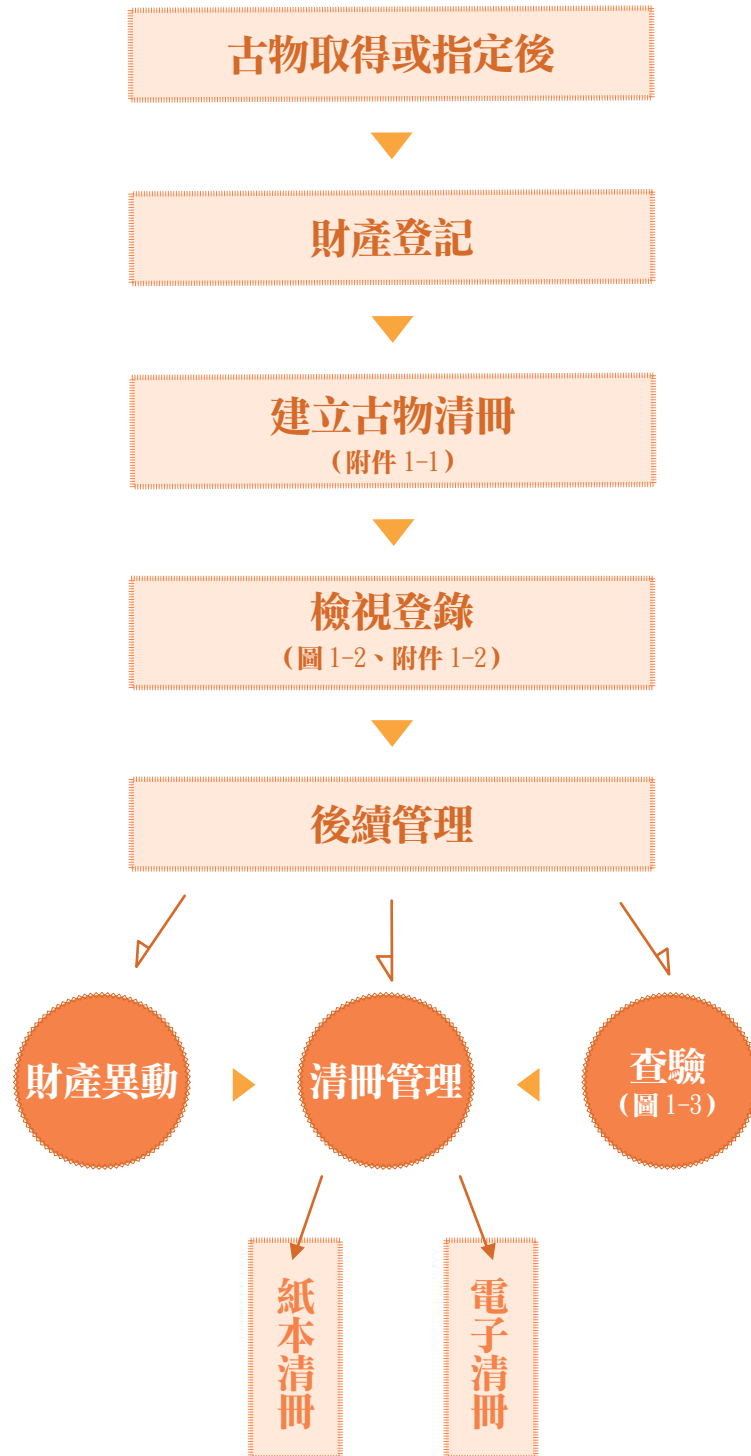 古物取得或指定後
財產登記
建立古物清冊
（附件 1-1）
檢視登錄
（圖 1-2、附件 1-2）
後續管理
財產異動
清冊管理
查驗
（圖 1-3）
紙本清冊
電子清冊